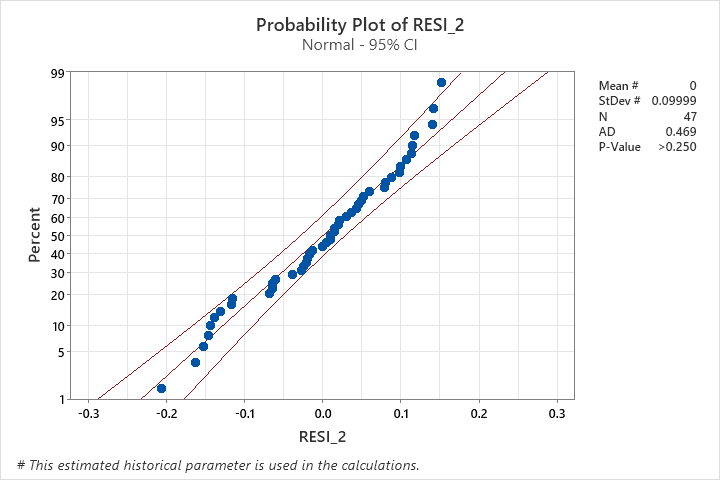 Probability Plot of RESI_2
Normal - 95% CI
Mean # 0
StDev # 0.09999
N 47
AD 0.469
P-Value >0.250
Percent
99
95
90
80
70
60
50
40
30
20
10
5
1
-0.3 -0.2 -0.1 0.0 0.1 0.2 0.3
RESI_2
# This estimated historical parameter is used in the calculations.